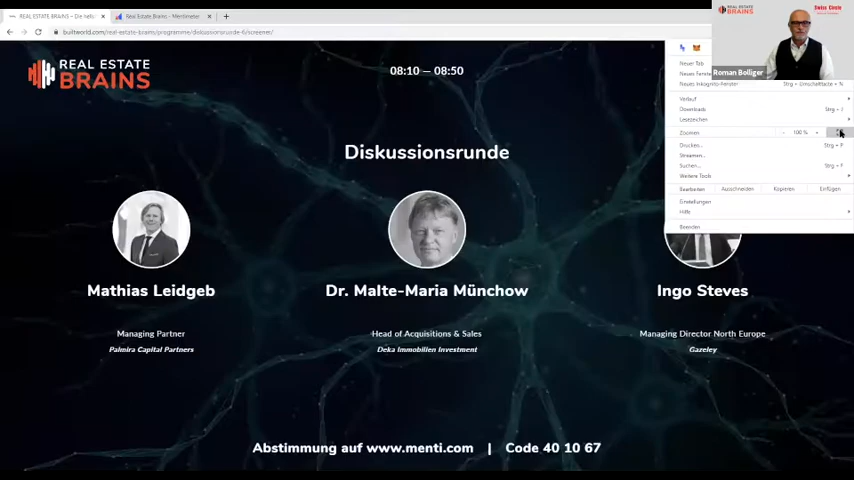 REAL ESTATE BRAINS – Die neu
Real Estate Brains - Mentimeter
builtworld.com/real-estate-brains/programme/diskussionsrunde-6/screener/
REAL ESTATE
BRAINS
Swiss Circle
Roman Bolliger
REAL ESTATE
BRAINS
08:10 — 08:50
Neuer Tab
Neues Fenster
Neues Inkognito-Fenster Strg + Umschalttaste + N
Verlauf
Downloads Strg + J
Lesezeichen
Zoomen - 100 % +
Drucken... Strg + P
Streamen...
Suchen... Strg + F
Weitere Tools
Bearbeiten Ausschneiden Kopieren Einfügen
Einstellungen
Hilfe
Beenden
Diskussionsrunde
Mathias Leidgeb
Managing Partner
Palmira Capital Partners
Dr. Malte-Maria Münchow
Head of Acquisitions & Sales
Deka Immobilien Investment
Ingo Steves
Managing Director North Europe
Gazeley
Abstimmung auf www.menti.com | Code 40 10 67